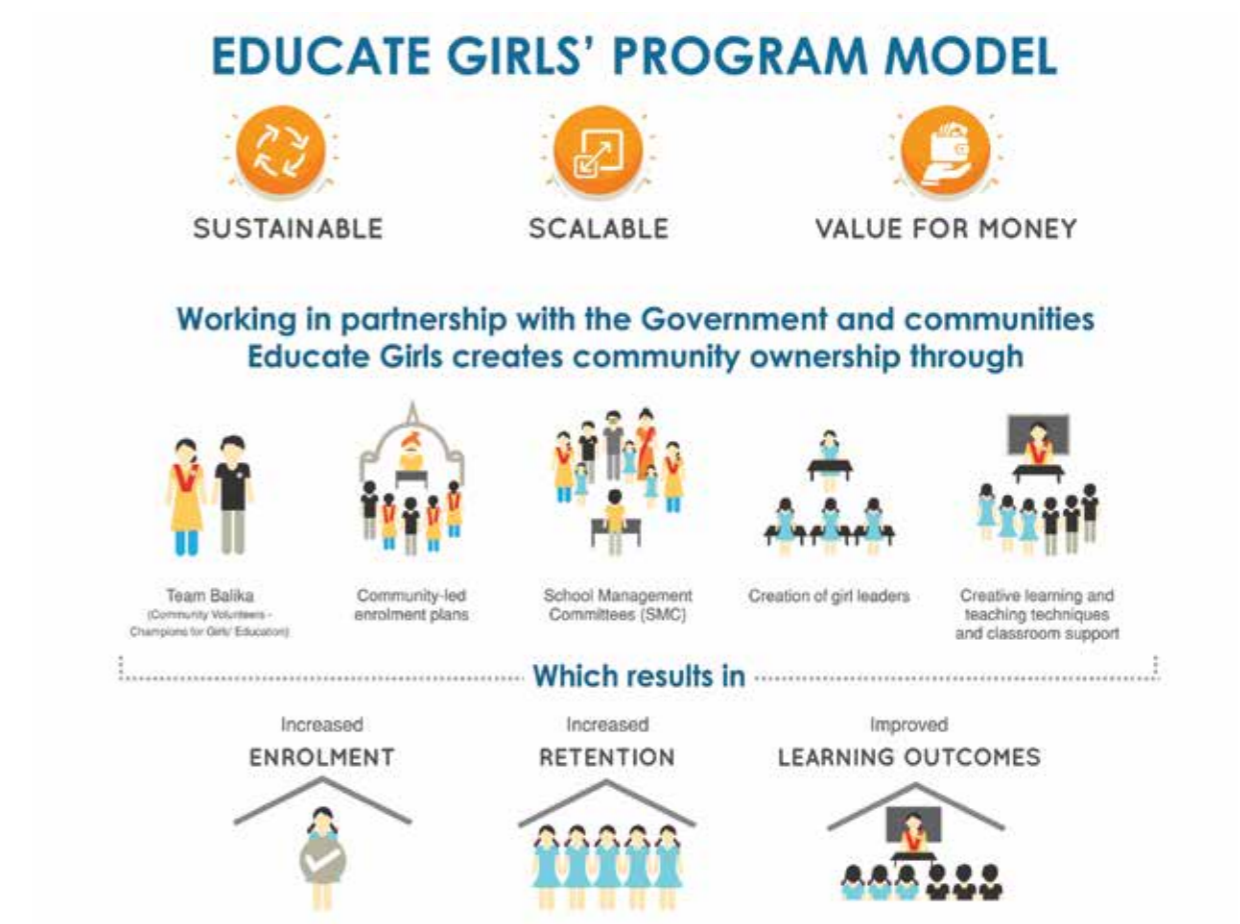 EDUCATE GIRLS' PROGRAM MODEL
SUSTAINABLE
SCALABLE
VALUE FOR MONEY
Working in partnership with the Government and communities
Educate Girls creates community ownership through
Team Balika
(Community Volunteers -
Champions for Girls' Education)
Community-led
enrolment plans
School Management
Committees (SMC)
Creation of girl leaders
Creative learning and
teaching techniques
and classroom support
Which results in
Increased
ENROLMENT
Increased
RETENTION
Improved
LEARNING OUTCOMES